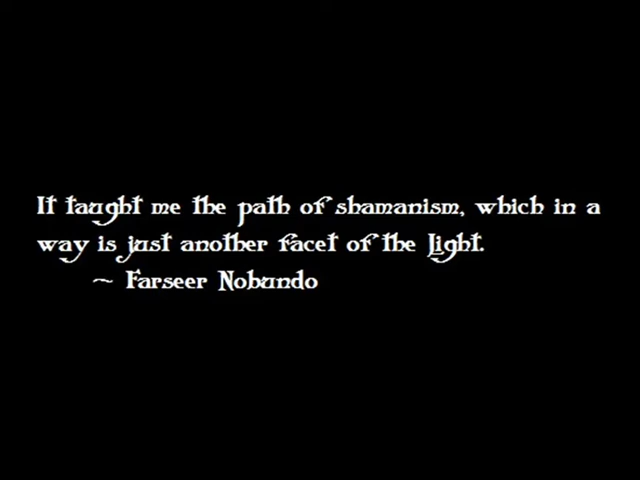 It taught me the path of shamanism, which in a
way is just another facet of the Light.
~ Farseer Nobundo